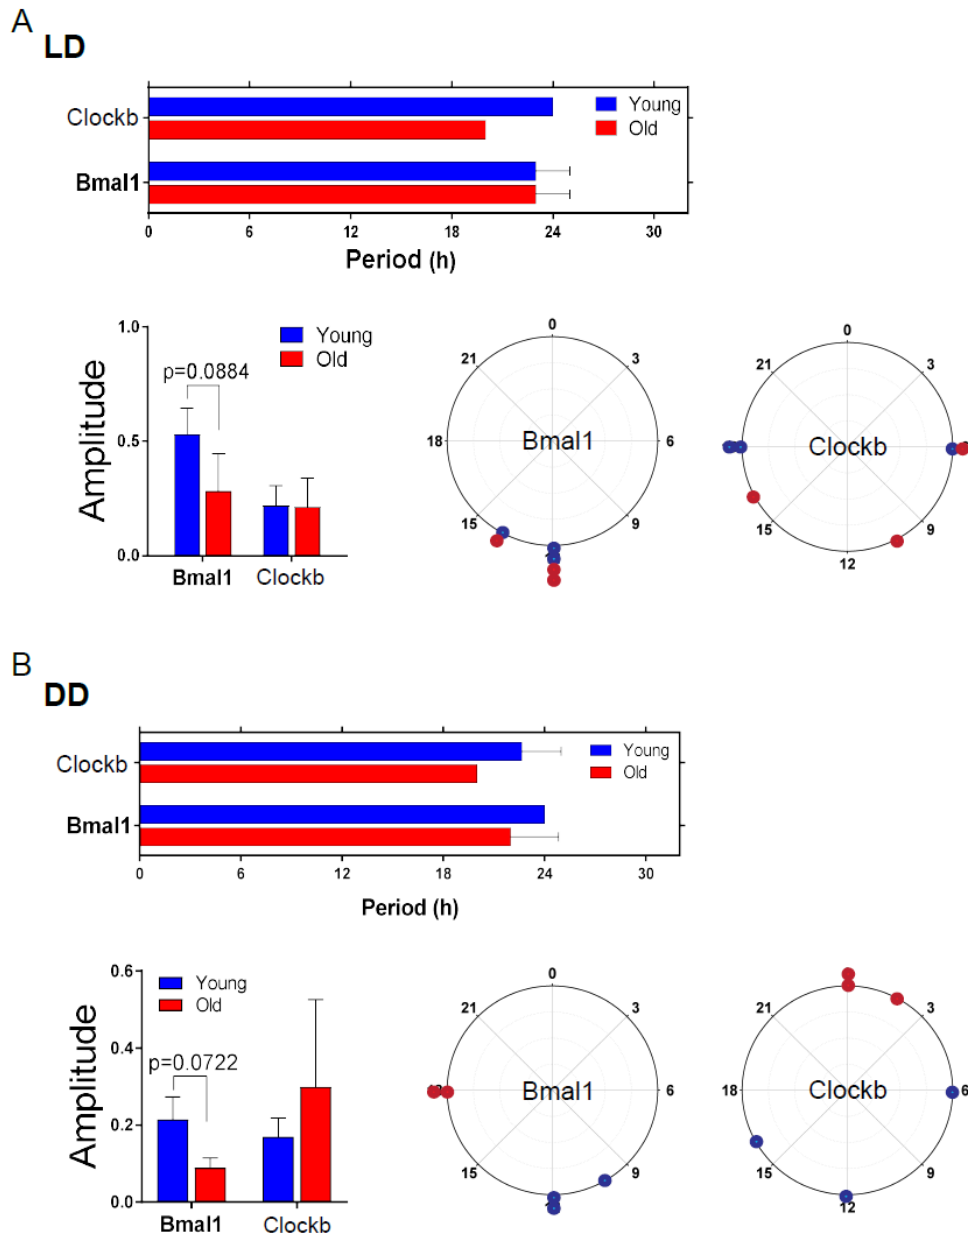 A
LD
Clockb
Bmal1
Young
Old
0 6 12 18 24 30
Period (h)
Amplitude
1.0
0.5
0.0
Young
Old
p=0.0884
Bmal1 Clockb
0
3
6
9
15
18
21
Bmal1
0
3
9
12
15
21
Clockb
B
DD
Clockb
Bmal1
Young
Old
0 6 12 18 24 30
Period (h)
Amplitude
0.6
0.4
0.2
0.0
Young
Old
p=0.0722
Bmal1 Clockb
0
3
6
9
15
21
Bmal1
0
3
6
9
12
15
18
21
Clockb